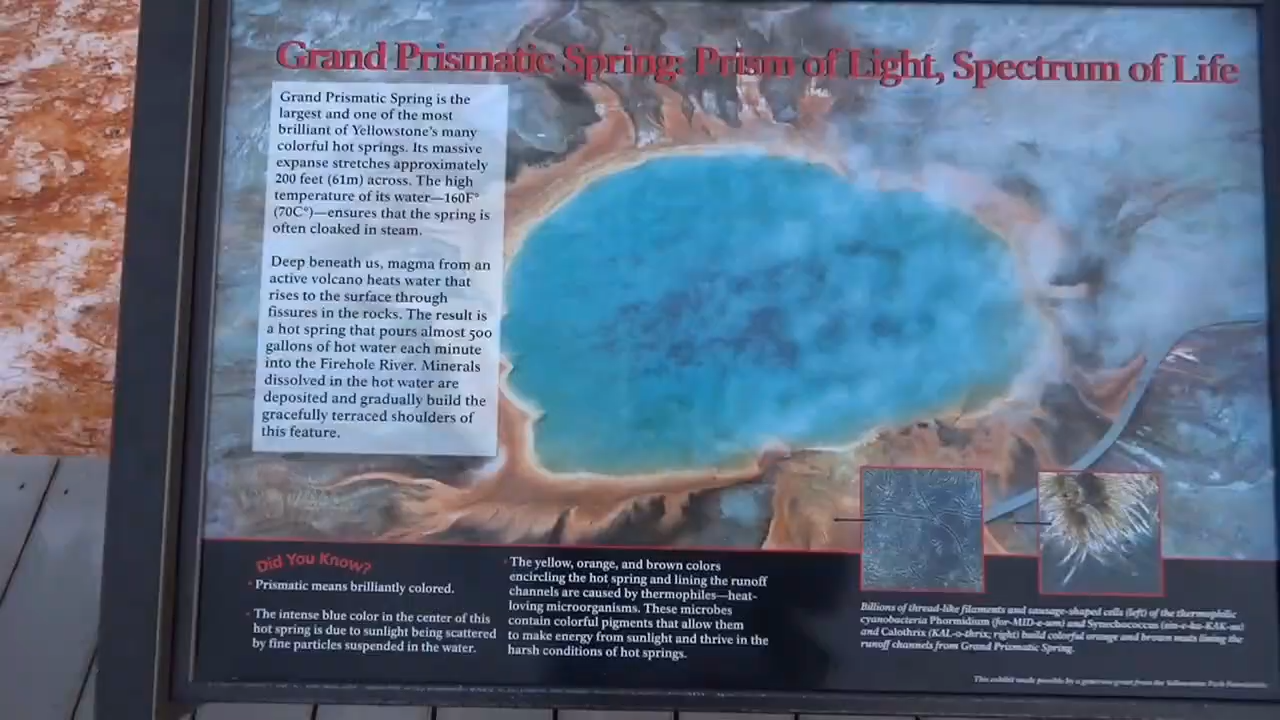 Grand Prismatic Spring: Prism of Light, Spectrum of Life
Grand Prismatic Spring is the
largest and one of the most
brilliant of Yellowstone's many
colorful hot springs. Its massive
expanse stretches approximately
200 feet (61m) across. The high
temperature of its water—160F°
(70C°)—ensures that the spring is
often cloaked in steam.
Deep beneath us, magma from an
active volcano heats water that
rises to the surface through
fissures in the rocks. The result is
a hot spring that pours almost 500
gallons of hot water each minute
into the Firehole River. Minerals
dissolved in the hot water are
deposited and gradually build the
gracefully terraced shoulders of
this feature.
Did You Know?
· Prismatic means brilliantly colored.
· The intense blue color in the center of this
hot spring is due to sunlight being scattered
by fine particles suspended in the water.
· The yellow, orange, and brown colors
encircling the hot spring and lining the runoff
channels are caused by thermophiles—heat-
loving microorganisms. These microbes
contain colorful pigments that allow them
to make energy from sunlight and thrive in the
harsh conditions of hot springs.
Billions of thread-like filaments and sausage-shaped cells (left) of the thermophilic
cyanobacteria Phormidium (for-MID-e-um) and Synechococcus
and Calothrix (KAL-o-thrix; right) build colorful orange and brown mats lining the
runoff channels from Grand Prismatic Spring.
This exhibit made possible by a generous grant from the Yellowstone Park